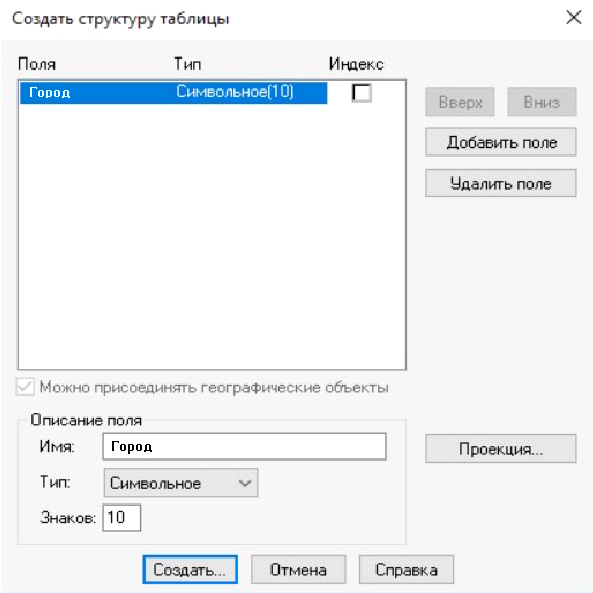 Создать структуру таблицы
Поля Тип Индекс
Город Символьное(10)
Вверх Вниз
Добавить поле
Удалить поле
Можно присоединять географические объекты
Описание поля
Имя: Город
Проекция...
Тип: Символьное
Знаков: 10
Создать... Отмена Справка